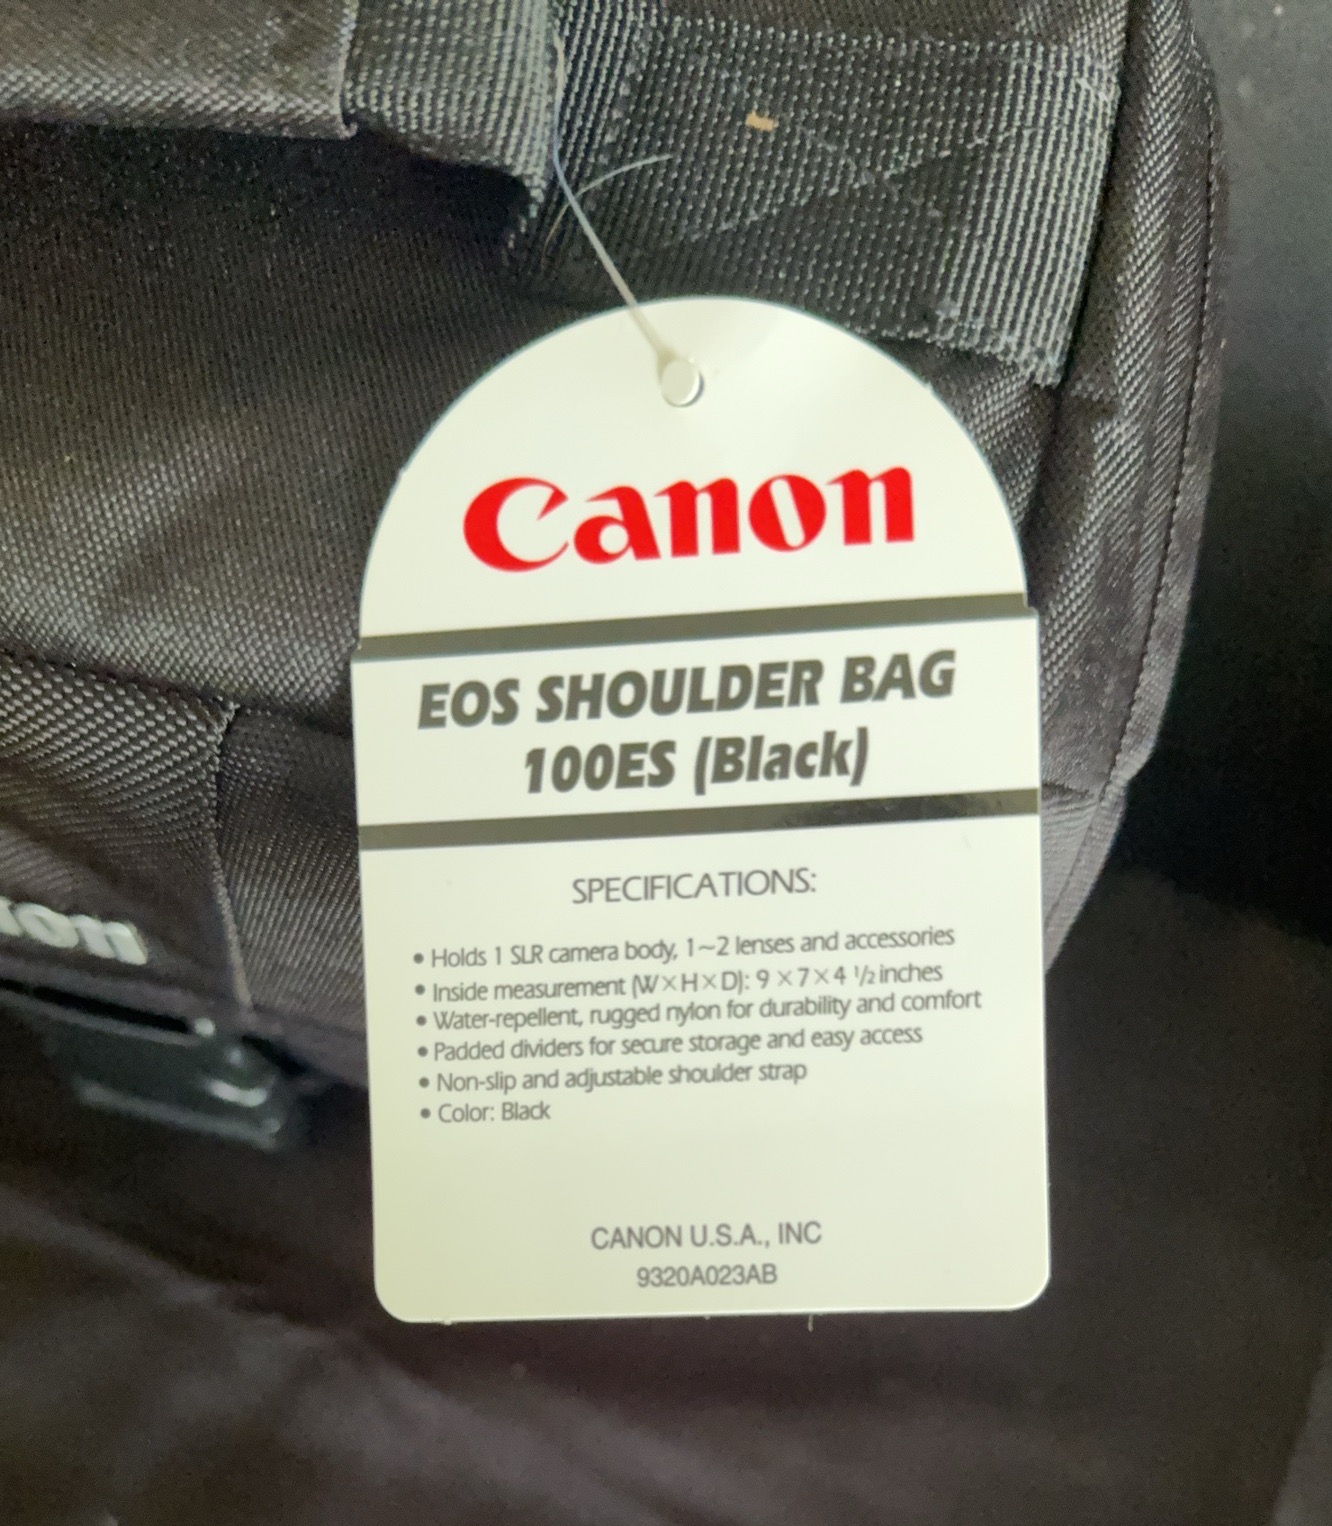 Canon
EOS SHOULDER BAG
100ES (Black)
SPECIFICATIONS:
• Holds 1 SLR camera body, 1~2 lenses and accessories
• Inside measurement (W×H×D): 9 ×7×4 1/2 inches
• Water-repellent, rugged nylon for durability and comfort
• Padded dividers for secure storage and easy access
• Non-slip and adjustable shoulder strap
• Color: Black
CANON U.S.A., INC
9320A023AB
non